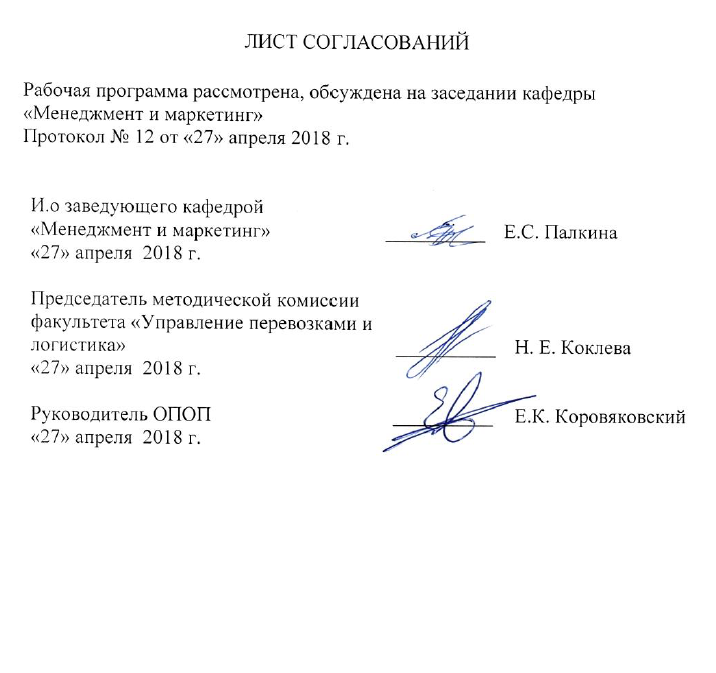 ЛИСТ СОГЛАСОВАНИЙ
Рабочая программа рассмотрена, обсуждена на заседании кафедры
«Менеджмент и маркетинг»
Протокол № 12 от «27» апреля 2018 г.
И.о заведующего кафедрой
«Менеджмент и маркетинг» Е.С. Палкина
«27» апреля 2018 г.
Председатель методической комиссии
факультета «Управление перевозками и
логистика» Н. Е. Коклева
«27» апреля 2018 г.
Руководитель ОПОП Е.К. Коровяковский
«27» апреля 2018 г.